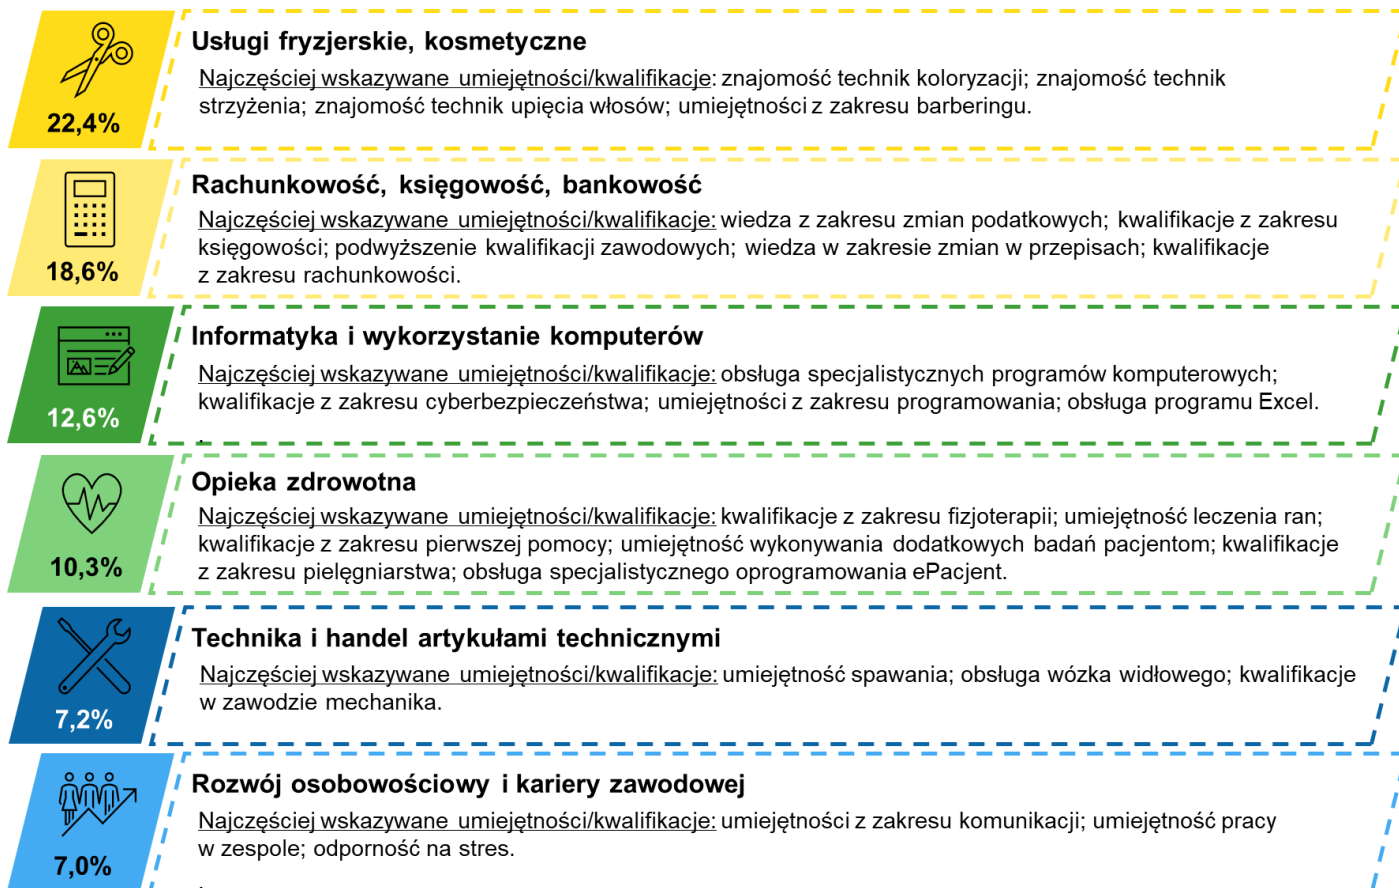 Usługi fryzjerskie, kosmetyczne
Najczęściej wskazywane umiejętności/kwalifikacje: znajomość technik koloryzacji; znajomość technik
strzyżenia; znajomość technik upięcia włosów; umiejętności z zakresu barberingu.
22,4%
Rachunkowość, księgowość, bankowość
Najczęściej wskazywane umiejętności/kwalifikacje: wiedza z zakresu zmian podatkowych; kwalifikacje z zakresu
księgowości; podwyższenie kwalifikacji zawodowych; wiedza w zakresie zmian w przepisach; kwalifikacje
z zakresu rachunkowości.
18,6%
Informatyka i wykorzystanie komputerów
Najczęściej wskazywane umiejętności/kwalifikacje: obsługa specjalistycznych programów komputerowych;
kwalifikacje z zakresu cyberbezpieczeństwa; umiejętności z zakresu programowania; obsługa programu Excel.
.
12,6%
Opieka zdrowotna
Najczęściej wskazywane umiejętności/kwalifikacje: kwalifikacje z zakresu fizjoterapii; umiejętność leczenia ran;
kwalifikacje z zakresu pierwszej pomocy; umiejętność wykonywania dodatkowych badań pacjentom; kwalifikacje
z zakresu pielęgniarstwa; obsługa specjalistycznego oprogramowania ePacjent.
10,3%
Technika i handel artykułami technicznymi
Najczęściej wskazywane umiejętności/kwalifikacje: umiejętność spawania; obsługa wózka widłowego; kwalifikacje
w zawodzie mechanika.
7,2%
Rozwój osobowościowy i kariery zawodowej
Najczęściej wskazywane umiejętności/kwalifikacje: umiejętności z zakresu komunikacji; umiejętność pracy
w zespole; odporność na stres.
.
7,0%